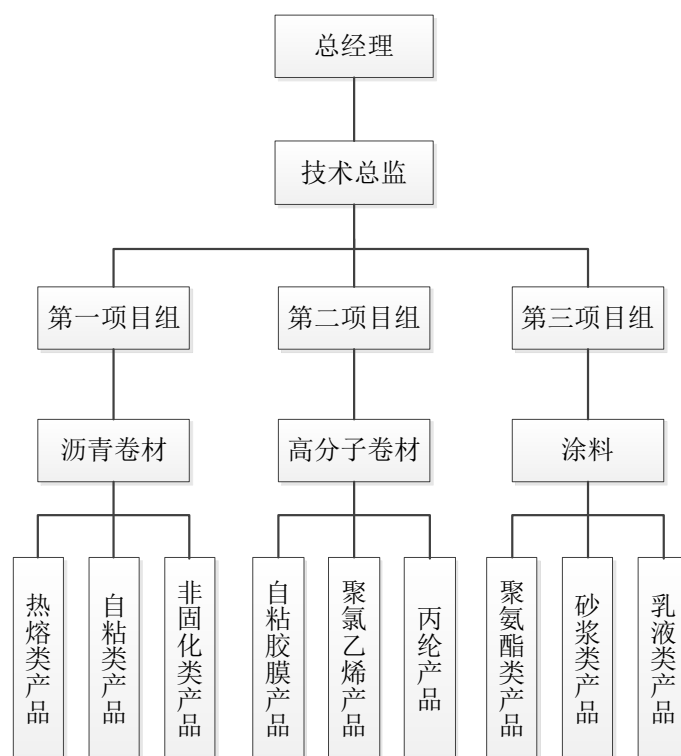 总经理
技术总监
第一项目组
第二项目组
第三项目组
沥青卷材
高分子卷材
涂料
热熔类产品
自粘类产品
非固化类产品
自粘胶膜产品
聚氯乙烯产品
丙纶产品
聚氨酯类产品
砂浆类产品
乳液类产品